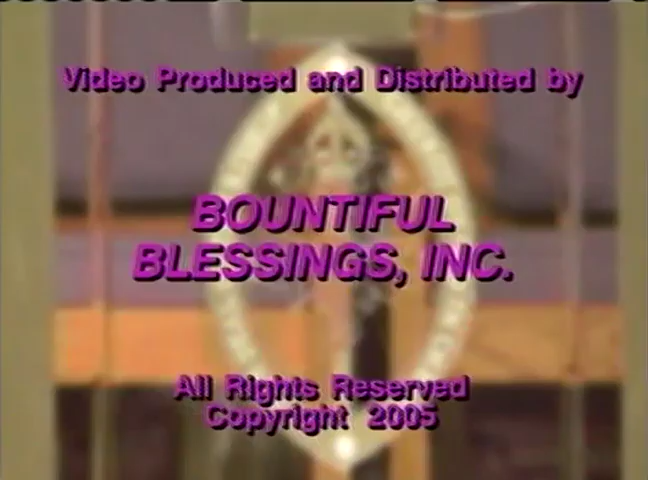 Video Produced and Distributed by
BOUNTIFUL
BLESSINGS, INC.
All Rights Reserved
Copyright 2005